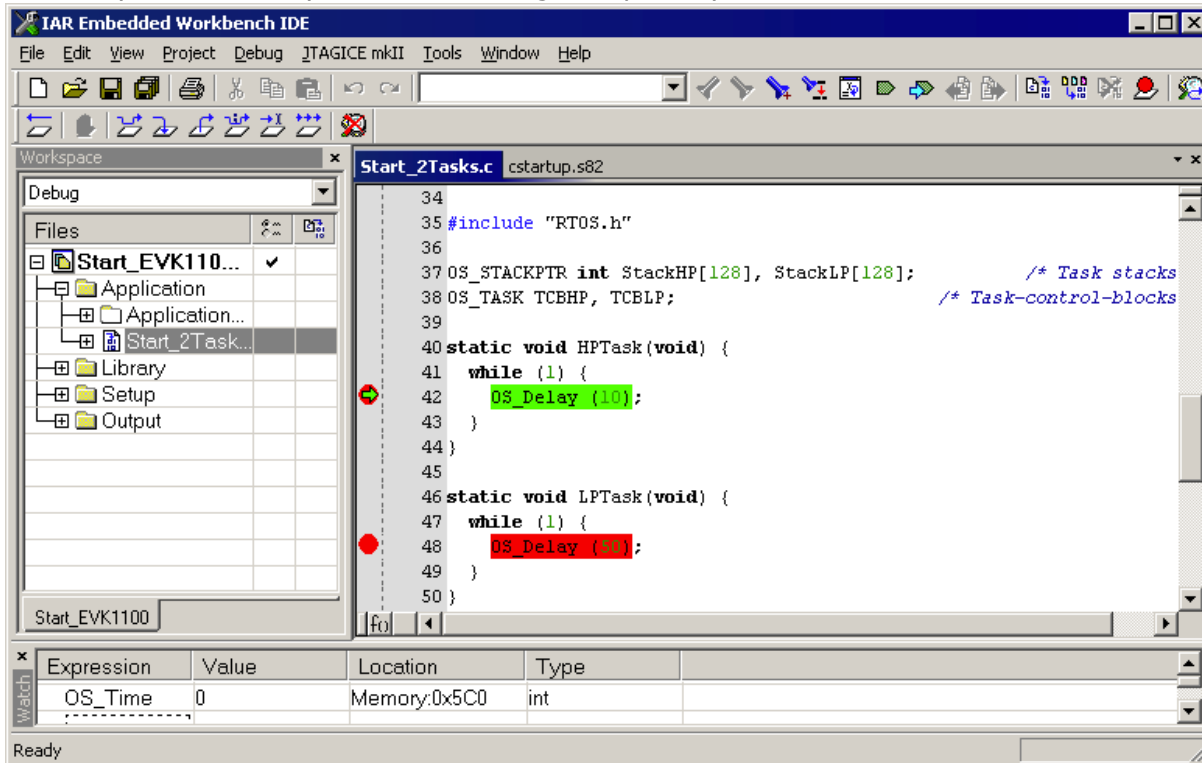 IAR Embedded Workbench IDE
File Edit View Project Debug JTAGICE mkII Tools Window Help
Workspace
Debug
Files
Start_EVK110...
Application
Application...
Start_2Task...
Library
Setup
Output
Start_EVK1100
Start_2Tasks.c cstartup.s82
34
35 #include "RTOS.h"
36
37 OS_STACKPTR int StackHP[128], StackLP[128]; /* Task stacks
38 OS_TASK TCBHP, TCBLP; /* Task-control-blocks
39
40 static void HPTask(void) {
41 while (1) {
42 OS_Delay (10);
43 }
44 }
45
46 static void LPTask(void) {
47 while (1) {
48 OS_Delay (50);
49 }
50 }
Watch
Expression Value Location Type
OS_Time 0 Memory:0x5C0 int
Ready